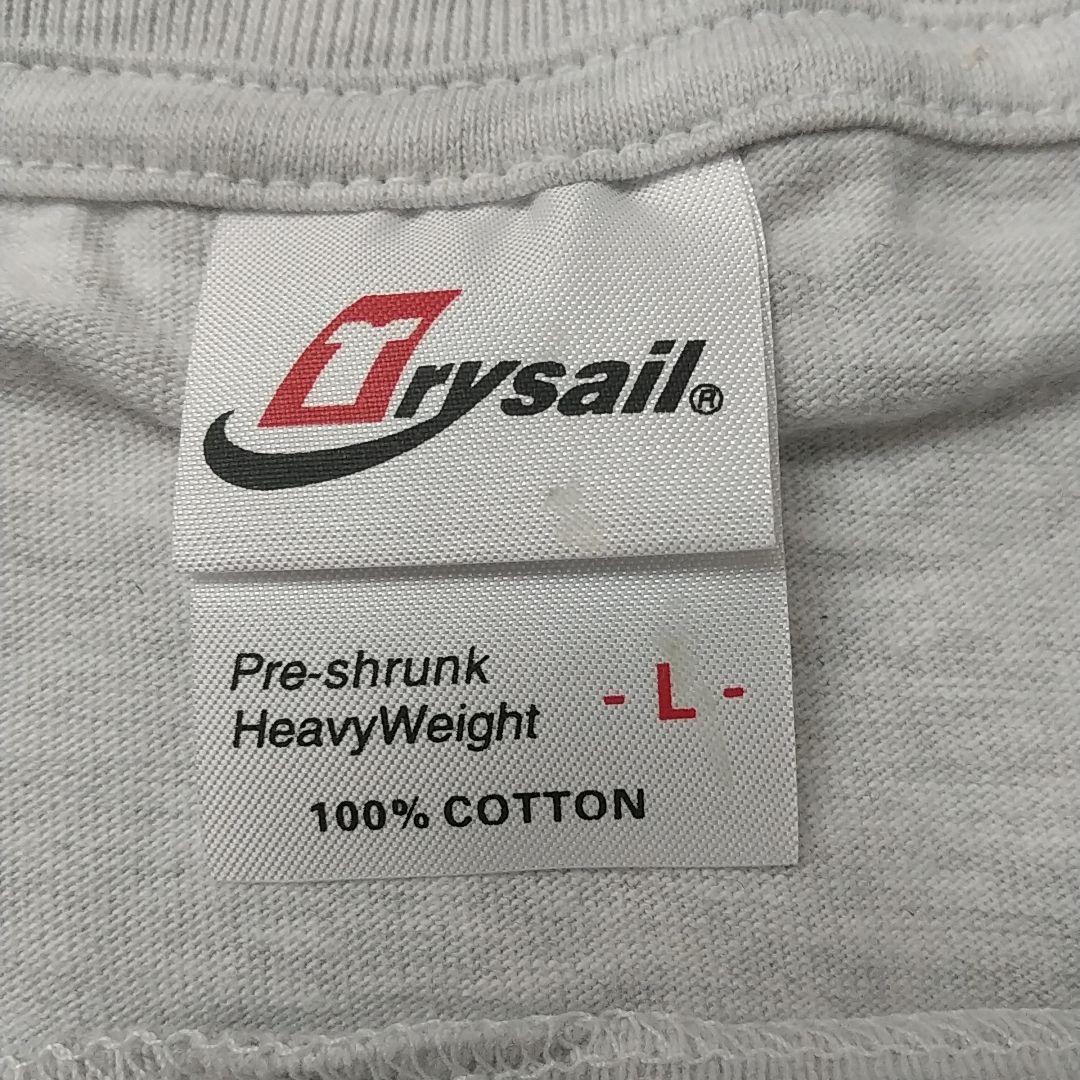 Trysail®
Pre-shrunk
HeavyWeight
- L -
100% COTTON